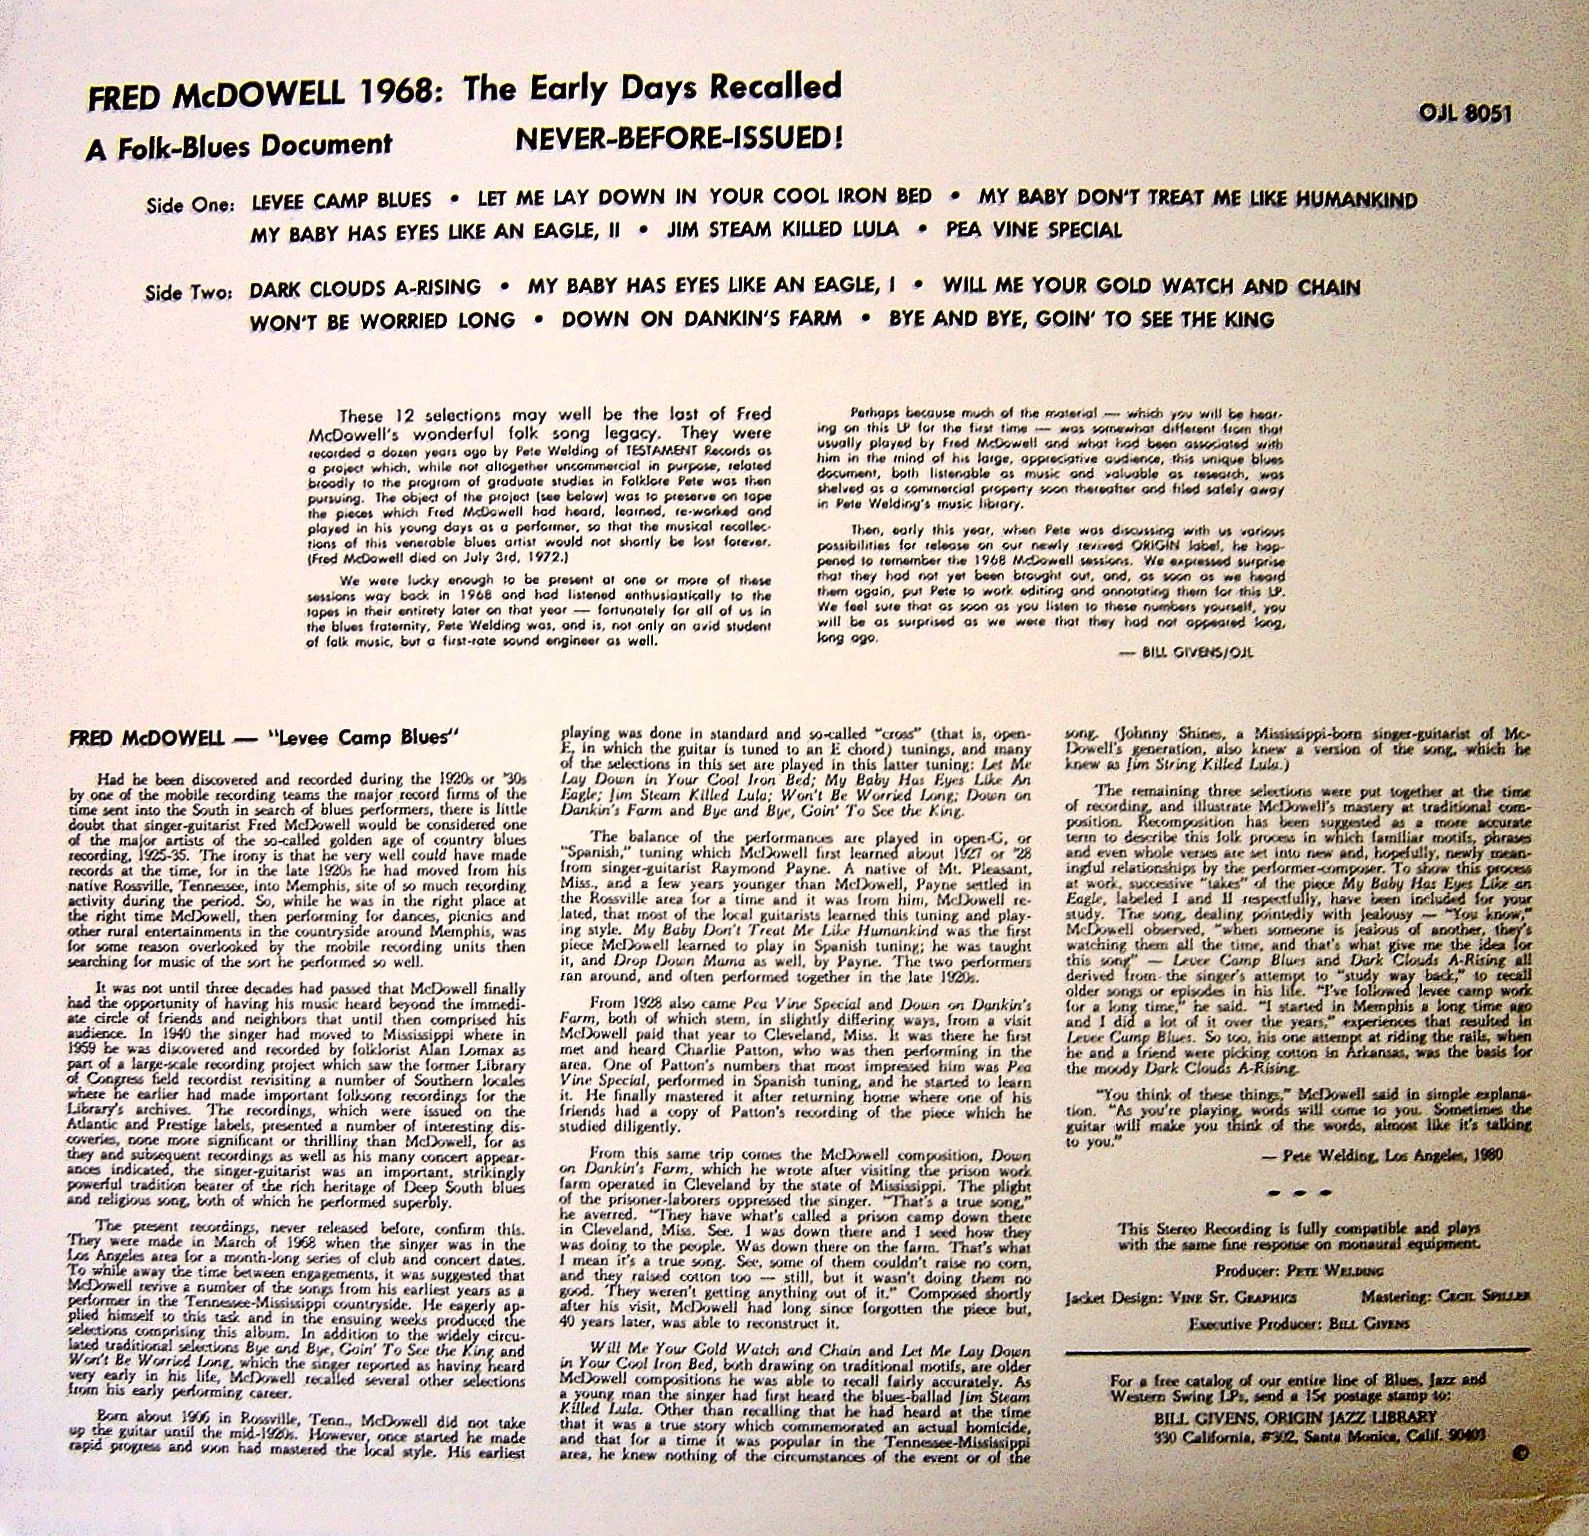 FRED McDOWELL 1968: The Early Days Recalled
OJL 8051
A Folk-Blues Document NEVER-BEFORE-ISSUED!
Side One: LEVEE CAMP BLUES • LET ME LAY DOWN IN YOUR COOL IRON BED • MY BABY DON'T TREAT ME LIKE HUMANKIND
MY BABY HAS EYES LIKE AN EAGLE, II • JIM STEAM KILLED LULA • PEA VINE SPECIAL
Side Two: DARK CLOUDS A-RISING • MY BABY HAS EYES LIKE AN EAGLE, I • WILL ME YOUR GOLD WATCH AND CHAIN
WON'T BE WORRIED LONG • DOWN ON DANKIN'S FARM • BYE AND BYE, GOIN' TO SEE THE KING
These 12 selections may well be the last of Fred
McDowell's wonderful folk song legacy. They were
recorded a dozen years ago by Pete Welding of TESTAMENT Records as
a project which, while not altogether uncommercial in purpose, related
broadly to the program of graduate studies in Folklore Pete was then
pursuing. The object of the project (see below) was to preserve on tape
the pieces which Fred McDowell had heard, learned, re-worked and
played in his young days as a performer, so that the musical recollec-
tions of this venerable blues artist would not shortly be lost forever.
(Fred McDowell died on July 3rd, 1972.)
We were lucky enough to be present at one or more of these
sessions way back in 1968 and had listened enthusiastically to the
tapes in their entirety later on that year — fortunately for all of us in
the blues fraternity, Pete Welding was, and is, not only an avid student
of folk music, but a first-rate sound engineer as well.
Perhaps because much of the material — which you will be hear-
ing on this LP for the first time — was somewhat different from that
usually played by Fred McDowell and what had been associated with
him in the mind of his large, appreciative audience, this unique blues
document, both listenable as music and valuable as research, was
shelved as a commercial property soon thereafter and filed safely away
in Pete Welding's music library.
Then, early this year, when Pete was discussing with us various
possibilities for release on our newly revived ORIGIN label, he hap-
pened to remember the 1968 McDowell sessions. We expressed surprise
that they had not yet been brought out, and, as soon as we heard
them again, put Pete to work editing and annotating them for this LP.
We feel sure that as soon as you listen to these numbers yourself, you
will be as surprised as we were that they had not appeared long,
long ago.
— BILL GIVENS/OJL
FRED McDOWELL — "Levee Camp Blues"
Had he been discovered and recorded during the 1920s or '30s
by one of the mobile recording teams the major record firms of the
time sent into the South in search of blues performers, there is little
doubt that singer-guitarist Fred McDowell would be considered one
of the major artists of the so-called golden age of country blues
recording, 1925-35. The irony is that he very well could have made
records at the time, for in the late 1920s he had moved from his
native Rossville, Tennessee, into Memphis, site of so much recording
activity during the period. So, while he was in the right place at
the right time McDowell, then performing for dances, picnics and
other rural entertainments in the countryside around Memphis, was
for some reason overlooked by the mobile recording units then
searching for music of the sort he performed so well.
It was not until three decades had passed that McDowell finally
had the opportunity of having his music heard beyond the immedi-
ate circle of friends and neighbors that until then comprised his
audience. In 1940 the singer had moved to Mississippi where in
1959 he was discovered and recorded by folklorist Alan Lomax as
part of a large-scale recording project which saw the former Library
of Congress field recordist revisiting a number of Southern locales
where he earlier had made important folksong recordings for the
Library's archives. The recordings, which were issued on the
Atlantic and Prestige labels, presented a number of interesting dis-
coveries, none more significant or thrilling than McDowell, for as
they and subsequent recordings as well as his many concert appear-
ances indicated, the singer-guitarist was an important, strikingly
powerful tradition bearer of the rich heritage of Deep South blues
and religious song, both of which he performed superbly.
The present recordings, never released before, confirm this.
They were made in March of 1968 when the singer was in the
Los Angeles area for a month-long series of club and concert dates.
To while away the time between engagements, it was suggested that
McDowell revive a number of the songs from his earliest years as a
performer in the Tennessee-Mississippi countryside. He eagerly ap-
plied himself to this task and in the ensuing weeks produced the
selections comprising this album. In addition to the widely circu-
lated traditional selections Bye and Bye, Goin' To See the King and
Won't Be Worried Long, which the singer reported as having heard
very early in his life, McDowell recalled several other selections
from his early performing career.
Born about 1906 in Rossville, Tenn., McDowell did not take
up the guitar until the mid-1920s. However, once started he made
rapid progress and soon had mastered the local style. His earliest
playing was done in standard and so-called "cross" (that is, open-
E, in which the guitar is tuned to an E chord) tunings, and many
of the selections in this set are played in this latter tuning: Let Me
Lay Down in Your Cool Iron Bed; My Baby Has Eyes Like An
Eagle; Jim Steam Killed Lula; Won't Be Worried Long; Down on
Dankin's Farm and Bye and Bye, Goin' To See the King.
The balance of the performances are played in open-G, or
"Spanish," tuning which McDowell first learned about 1927 or '28
from singer-guitarist Raymond Payne. A native of Mt. Pleasant,
Miss., and a few years younger than McDowell, Payne settled in
the Rossville area for a time and it was from him, McDowell re-
lated, that most of the local guitarists learned this tuning and play-
ing style. My Baby Don't Treat Me Like Humankind was the first
piece McDowell learned to play in Spanish tuning; he was taught
it, and Drop Down Mama as well, by Payne. The two performers
ran around, and often performed together in the late 1920s.
From 1928 also came Pea Vine Special and Down on Dankin's
Farm, both of which stem, in slightly differing ways, from a visit
McDowell paid that year to Cleveland, Miss. It was there he first
met and heard Charlie Patton, who was then performing in the
area. One of Patton's numbers that most impressed him was Pea
Vine Special, performed in Spanish tuning, and he started to learn
it. He finally mastered it after returning home where one of his
friends had a copy of Patton's recording of the piece which he
studied diligently.
From this same trip comes the McDowell composition, Down
on Dankin's Farm, which he wrote after visiting the prison work
farm operated in Cleveland by the state of Mississippi. The plight
of the prisoner-laborers oppressed the singer. "That's a true song,"
he averred. "They have what's called a prison camp down there
in Cleveland, Miss. See. I was down there and I seed how they
was doing to the people. Was down there on the farm. That's what
I mean it's a true song. See, some of them couldn't raise no corn,
and they raised cotton too — still, but it wasn't doing them no
good. They weren't getting anything out of it." Composed shortly
after his visit, McDowell had long since forgotten the piece but,
40 years later, was able to reconstruct it.
Will Me Your Gold Watch and Chain and Let Me Lay Down
in Your Cool Iron Bed, both drawing on traditional motifs, are older
McDowell compositions he was able to recall fairly accurately. As
a young man the singer had first heard the blues-ballad Jim Steam
Killed Lula. Other than recalling that he had heard at the time
that it was a true story which commemorated an actual homicide,
and that for a time it was popular in the Tennessee-Mississippi
area, he knew nothing of the circumstances of the event or of the
song. (Johnny Shines, a Mississippi-born singer-guitarist of Mc-
Dowell's generation, also knew a version of the song, which he
knew as Jim String Killed Lula.)
The remaining three selections were put together at the time
of recording, and illustrate McDowell's mastery at traditional com-
position. Recomposition has been suggested as a more accurate
term to describe this folk process in which familiar motifs, phrases
and even whole verses are set into new and, hopefully, newly mean-
ingful relationships by the performer-composer. To show this process
at work, successive "takes" of the piece My Baby Has Eyes Like an
Eagle, labeled I and II respectively, have been included for your
study. The song, dealing pointedly with jealousy — "You know,"
McDowell observed, "when someone is jealous of another, they's
watching them all the time, and that's what give me the idea for
this song" — Levee Camp Blues and Dark Clouds A-Rising all
derived from the singer's attempt to "study way back," to recall
older songs or episodes in his life. "I've followed levee camp work
for a long time," he said. "I started in Memphis a long time ago
and I did a lot of it over the years," experiences that resulted in
Levee Camp Blues. So too, his one attempt at riding the rails, when
he and a friend were picking cotton in Arkansas, was the basis for
the moody Dark Clouds A-Rising.
"You think of these things," McDowell said in simple explana-
tion. "As you're playing, words will come to you. Sometimes the
guitar will make you think of the words, almost like it's talking
to you."
— Pete Welding, Los Angeles, 1980
• • •
This Stereo Recording is fully compatible and plays
with the same fine response on monaural equipment.
Producer: PETE WELDING
Jacket Design: VINE ST. GRAPHICS Mastering: CECIL SPILLER
Executive Producer: BILL GIVENS
For a free catalog of our entire line of Blues, Jazz and
Western Swing LPs, send a 15¢ postage stamp to:
BILL GIVENS, ORIGIN JAZZ LIBRARY
330 California, #302, Santa Monica, Calif. 90403
©